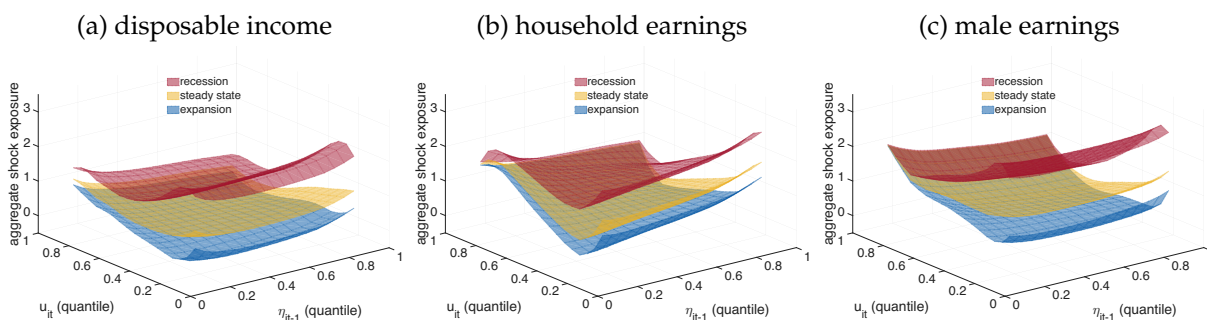 (a) disposable income
(b) household earnings
(c) male earnings
aggregate shock exposure
3
2
1
0
1
0.8
0.6
0.4
0.2
0
u_it (quantile)
0
0.2
0.4
0.6
0.8
1
η_it-1 (quantile)
recession
steady state
expansion
aggregate shock exposure
3
2
1
0
1
0.8
0.6
0.4
0.2
0
u_it (quantile)
0
0.2
0.4
0.6
0.8
1
η_it-1 (quantile)
recession
steady state
expansion
aggregate shock exposure
3
2
1
0
1
0.8
0.6
0.4
0.2
0
u_it (quantile)
0
0.2
0.4
0.6
0.8
1
η_it-1 (quantile)
recession
steady state
expansion